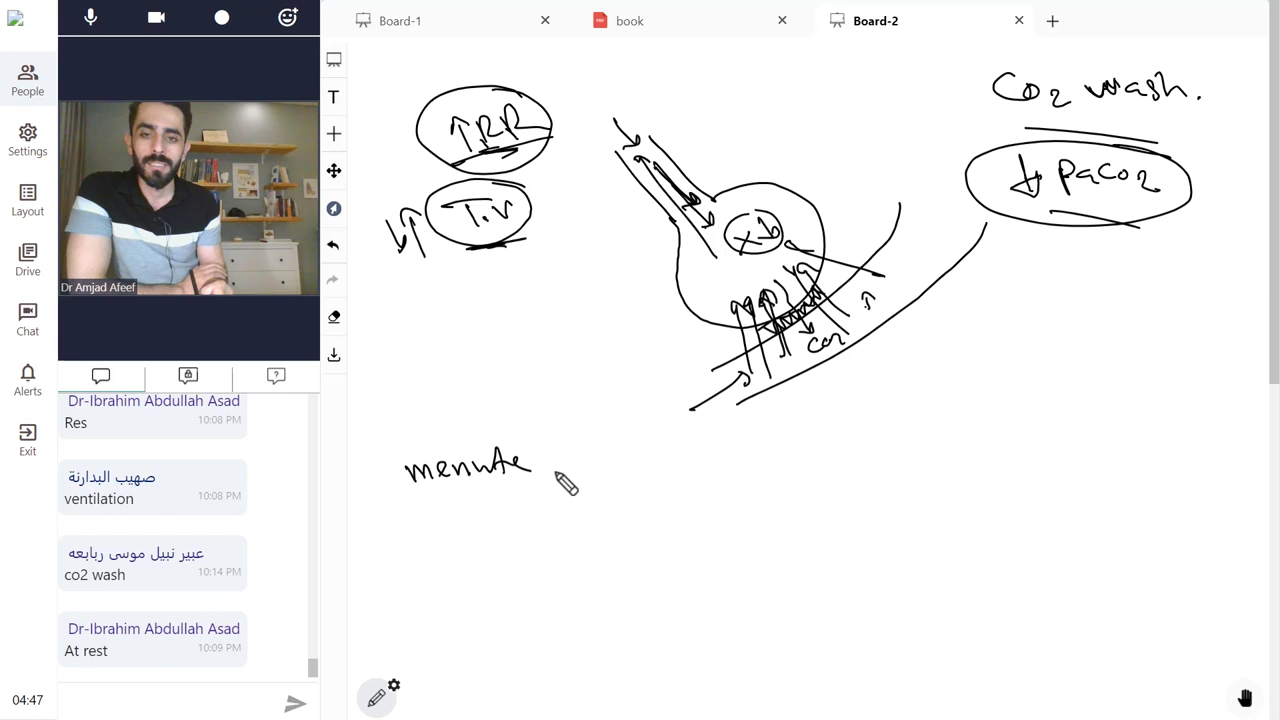 Board-1
book
Board-2
People
Settings
Layout
Drive
Chat
Alerts
Exit
04:47
Dr Amjad Afeef
Dr-Ibrahim Abdullah Asad
Res
10:08 PM
صهيب البدارنة
ventilation
10:08 PM
عبير نبيل موسى ربابعه
co2 wash
10:14 PM
Dr-Ibrahim Abdullah Asad
At rest
10:09 PM
↑RR
T.V
CO2 wash.
↓ PaCO2
CO2
menute